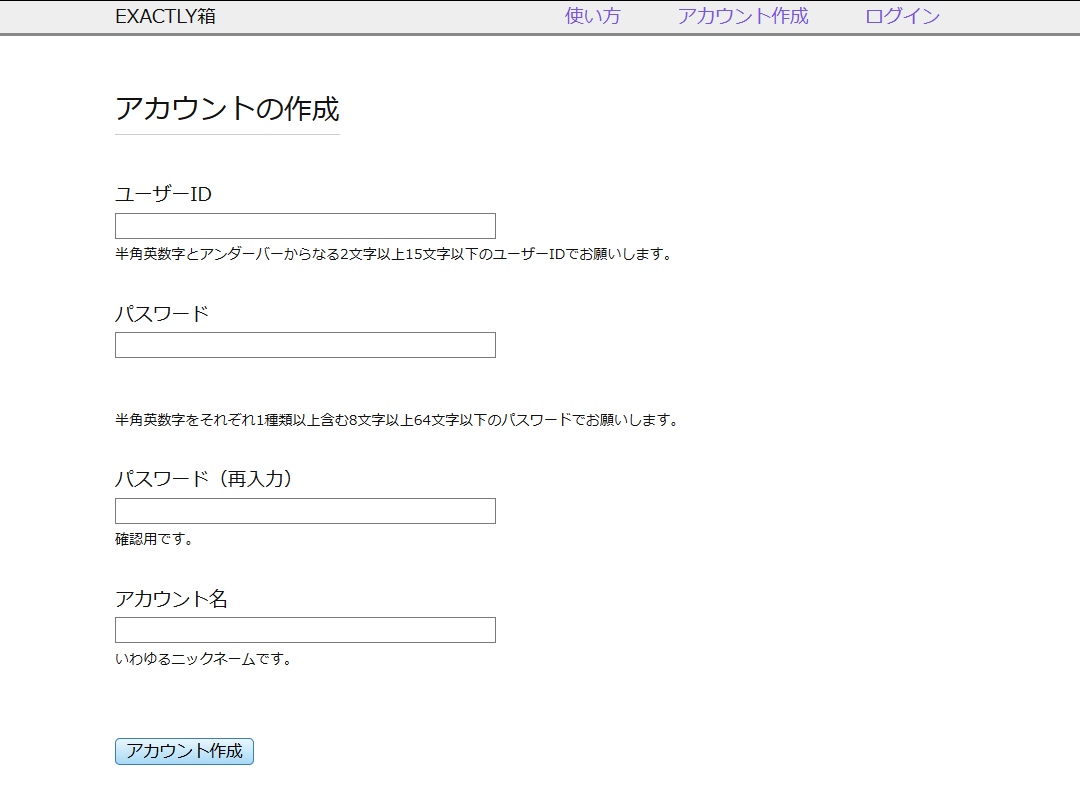 EXACTLY箱 使い方 アカウント作成 ログイン
アカウントの作成
ユーザーID
半角英数字とアンダーバーからなる2文字以上15文字以下のユーザーIDでお願いします。
パスワード
半角英数字をそれぞれ1種類以上含む8文字以上64文字以下のパスワードでお願いします。
パスワード（再入力）
確認用です。
アカウント名
いわゆるニックネームです。
アカウント作成